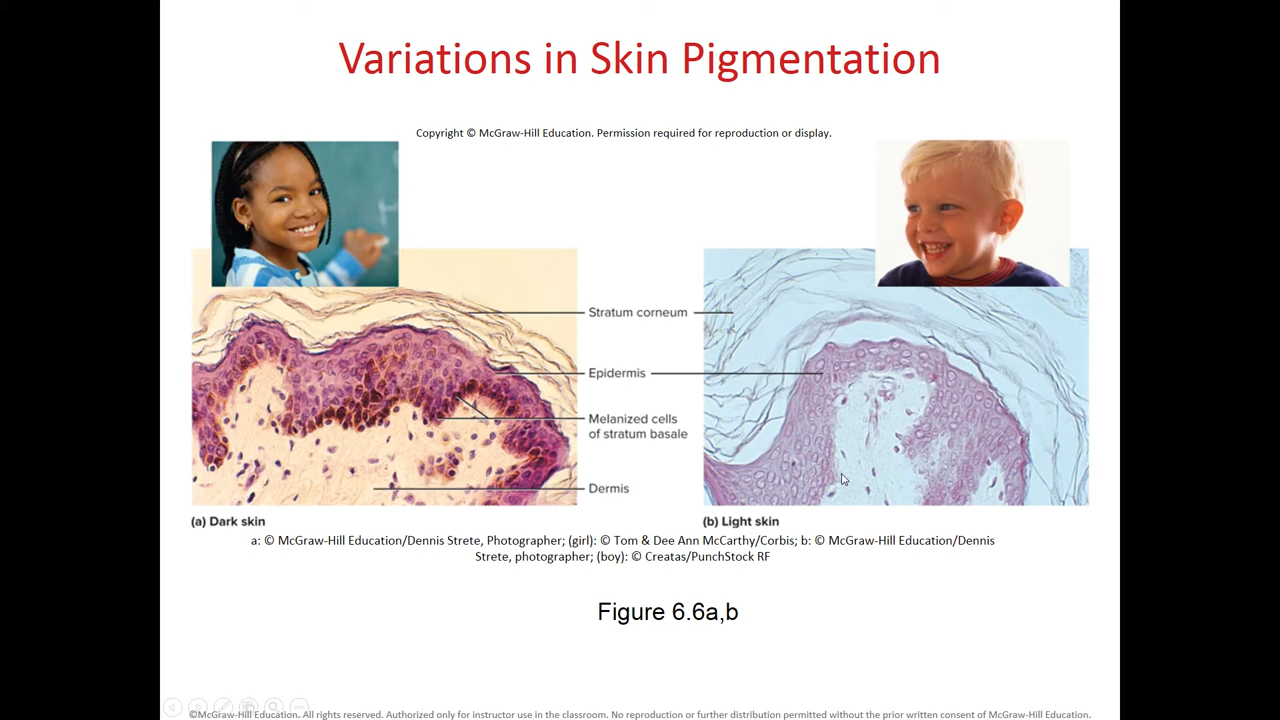 Variations in Skin Pigmentation
Copyright © McGraw-Hill Education. Permission required for reproduction or display.
Stratum corneum
Epidermis
Melanized cells
of stratum basale
Dermis
(a) Dark skin
(b) Light skin
a: © McGraw-Hill Education/Dennis Strete, Photographer; (girl): © Tom & Dee Ann McCarthy/Corbis; b: © McGraw-Hill Education/Dennis
Strete, photographer; (boy): © Creatas/PunchStock RF
Figure 6.6a,b
©McGraw-Hill Education. All rights reserved. Authorized only for instructor use in the classroom. No reproduction or further distribution permitted without the prior written consent of McGraw-Hill Education.